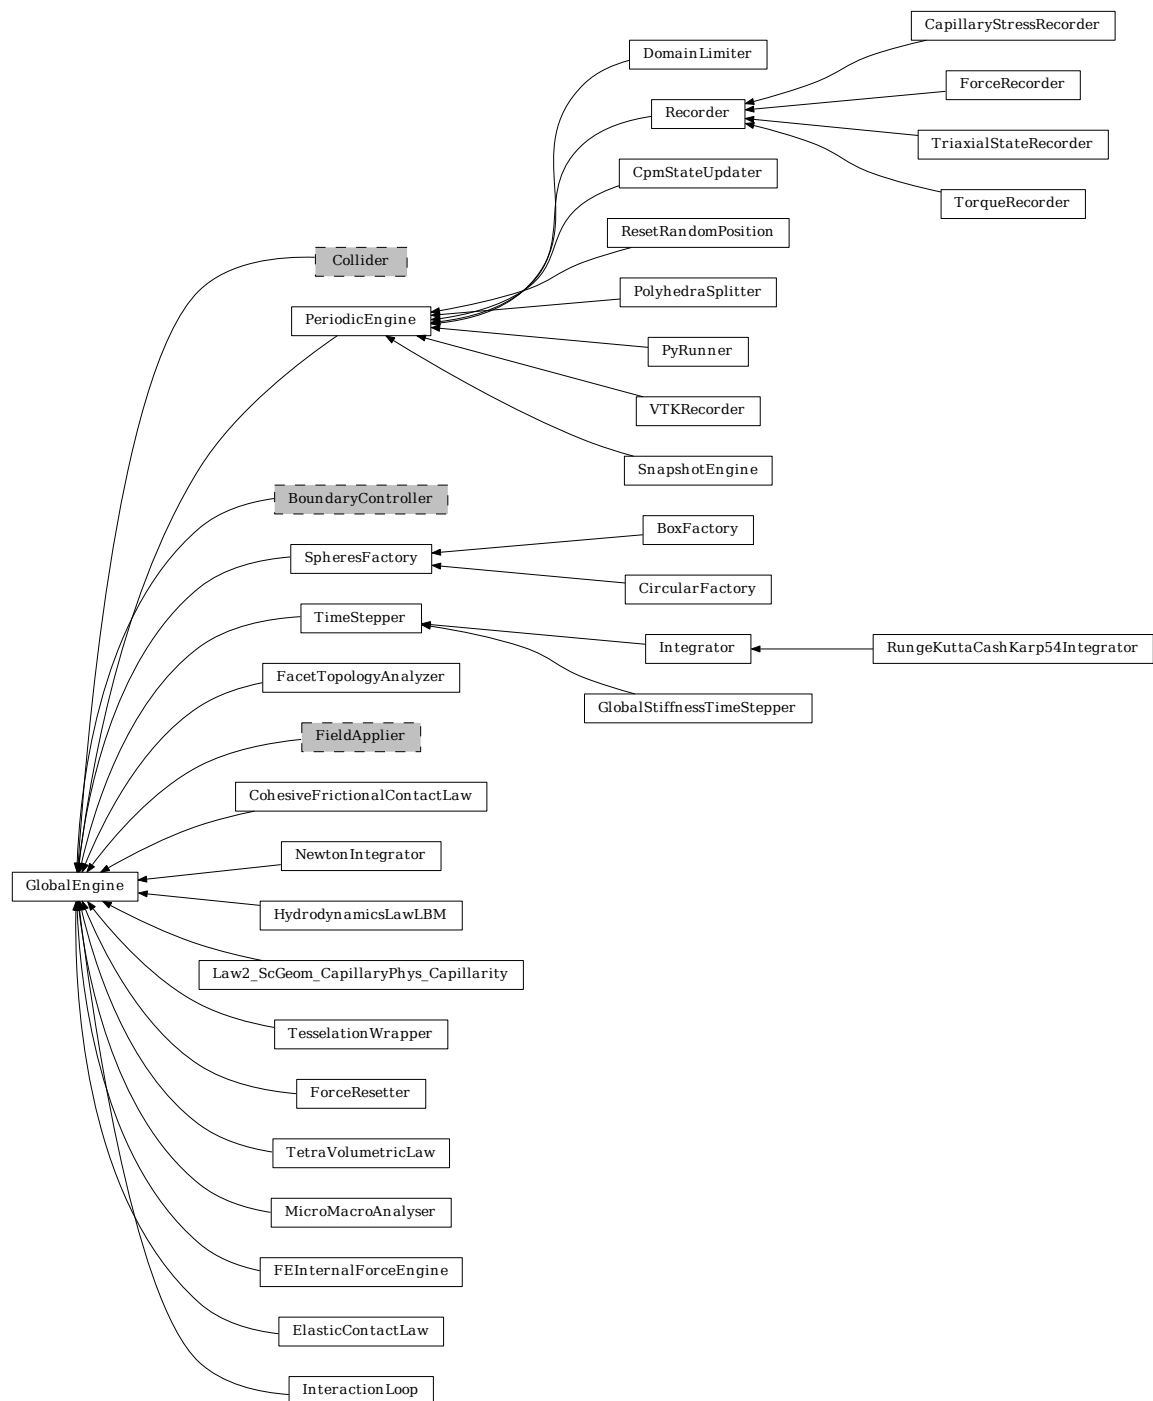 CapillaryStressRecorder
DomainLimiter
ForceRecorder
Recorder
TriaxialStateRecorder
CpmStateUpdater
TorqueRecorder
ResetRandomPosition
Collider
PolyhedraSplitter
PeriodicEngine
PyRunner
VTKRecorder
SnapshotEngine
BoundaryController
BoxFactory
SpheresFactory
CircularFactory
TimeStepper
Integrator
RungeKuttaCashKarp54Integrator
FacetTopologyAnalyzer
GlobalStiffnessTimeStepper
FieldApplier
CohesiveFrictionalContactLaw
NewtonIntegrator
GlobalEngine
HydrodynamicsLawLBM
Law2_ScGeom_CapillaryPhys_Capillarity
TesselationWrapper
ForceResetter
TetraVolumetricLaw
MicroMacroAnalyser
FEInternalForceEngine
ElasticContactLaw
InteractionLoop